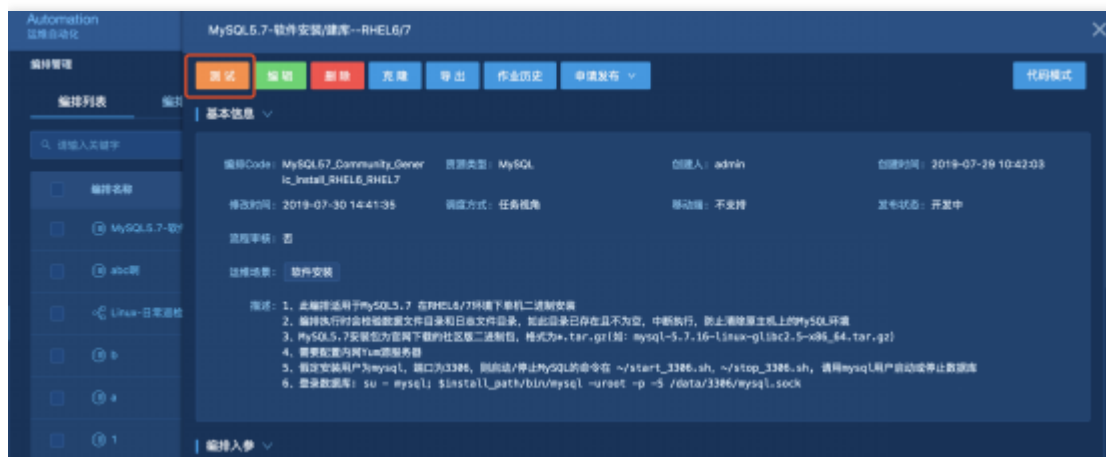 Automation
运维自动化
MySQL5.7-软件安装/建库--RHEL6/7
编排管理
测试 编辑 删除 克隆 导出 作业历史 申请发布
代码模式
编排列表 编排
基本信息
请输入关键字
编排Code: MySQL57_Community_Gener
ic_Install_RHEL6_RHEL7
资源类型: MySQL
创建人: admin
创建时间: 2019-07-29 10:42:03
编排名称
修改时间: 2019-07-30 14:41:35
调度方式: 任务视角
移动端: 不支持
发布状态: 开发中
MySQL5.7-软件
流程审核: 否
abc啊
运维场景: 软件安装
Linux-日常巡检
描述: 1. 此编排适用于MySQL5.7 在RHEL6/7环境下单机二进制安装
2. 编排执行时会检验数据文件目录和日志文件目录, 如此目录已存在且不为空, 中断执行, 防止清除原主机上的MySQL环境
3. MySQL5.7安装包为官网下载的社区版二进制包, 格式为*.tar.gz(如: mysql-5.7.16-linux-glibc2.5-x86_64.tar.gz)
4. 需要配置内网Yum源服务器
5. 假定安装用户为mysql, 端口为3306, 则启动/停止MySQL的命令在 ~/start_3306.sh, ~/stop_3306.sh, 请用mysql用户启动或停止数据库
6. 登录数据库: su - mysql; $install_path/bin/mysql -uroot -p -S /data/3306/mysql.sock
b
a
1
编排入参